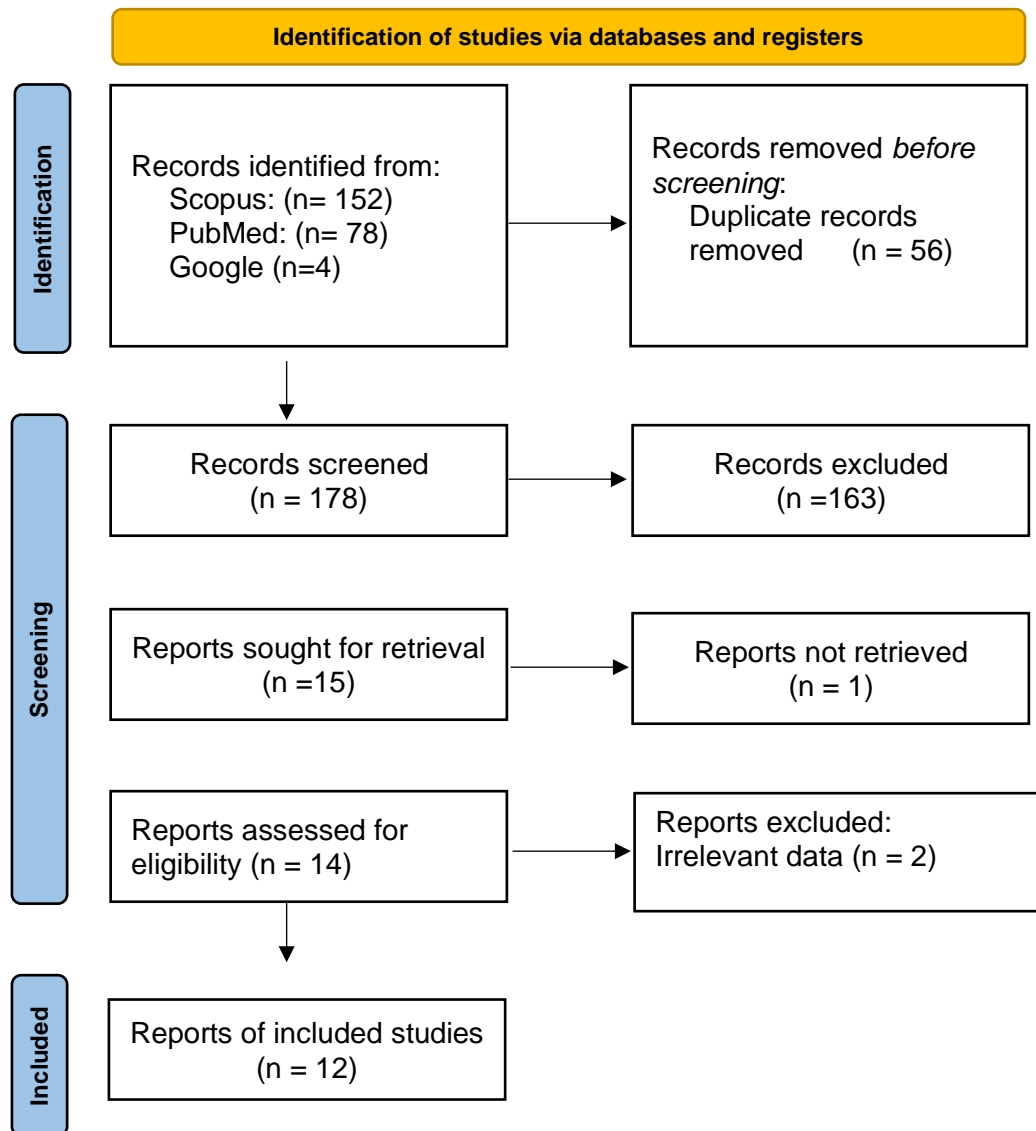 Identification of studies via databases and registers
Identification
Records identified from:
Scopus: (n= 152)
PubMed: (n= 78)
Google (n=4)
Records removed before
screening:
Duplicate records
removed (n = 56)
Screening
Records screened
(n = 178)
Records excluded
(n =163)
Reports sought for retrieval
(n =15)
Reports not retrieved
(n = 1)
Reports assessed for
eligibility (n = 14)
Reports excluded:
Irrelevant data (n = 2)
Included
Reports of included studies
(n = 12)